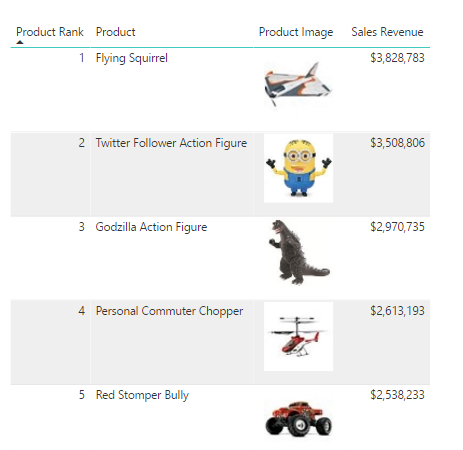 Product Rank Product Product Image Sales Revenue
1 Flying Squirrel $3,828,783
2 Twitter Follower Action Figure $3,508,806
3 Godzilla Action Figure $2,970,735
4 Personal Commuter Chopper $2,613,193
5 Red Stomper Bully $2,538,233